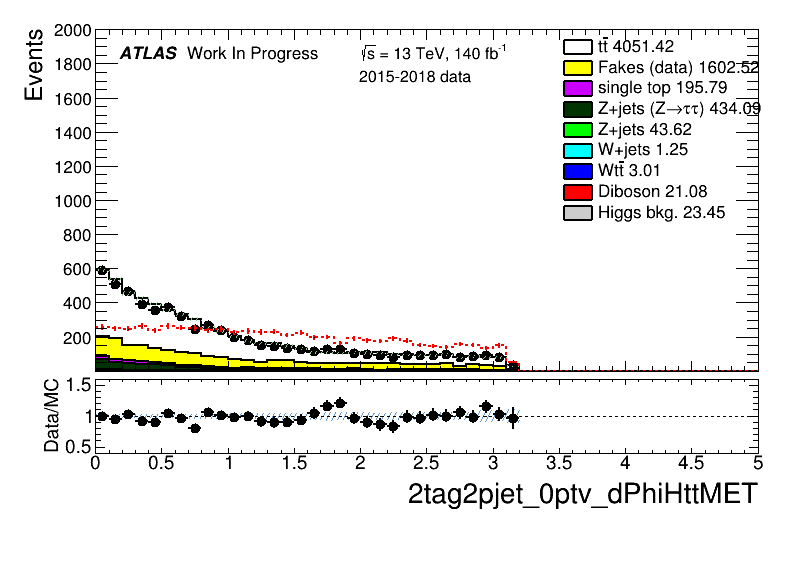 2000
1800
1600
1400
1200
1000
800
600
400
200
Events
ATLAS Work In Progress
√s = 13 TeV, 140 fb⁻¹
2015-2018 data
tt̄ 4051.42
Fakes (data) 1602.52
single top 195.79
Z+jets (Z→ττ) 434.09
Z+jets 43.62
W+jets 1.25
Wtt̄ 3.01
Diboson 21.08
Higgs bkg. 23.45
Data/MC
1.5
1
0.5
0 0.5 1 1.5 2 2.5 3 3.5 4 4.5 5
2tag2pjet_0ptv_dPhiHttMET